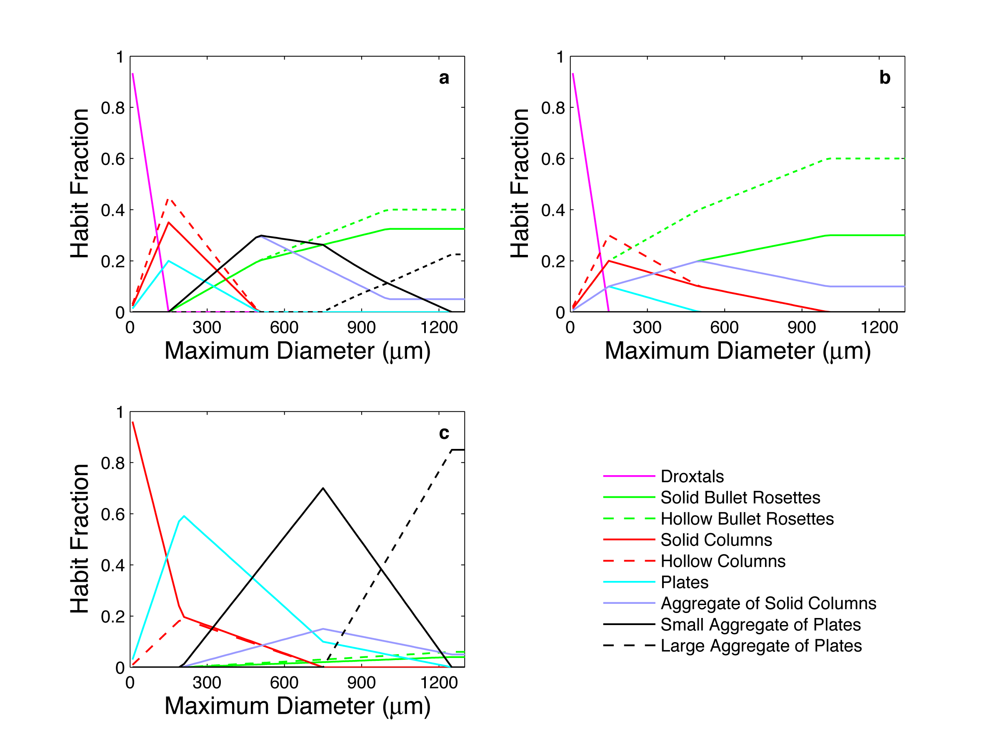 a
1
0.8
0.6
0.4
0.2
0
0 300 600 900 1200
Habit Fraction
Maximum Diameter (μm)
b
1
0.8
0.6
0.4
0.2
0
0 300 600 900 1200
Habit Fraction
Maximum Diameter (μm)
c
1
0.8
0.6
0.4
0.2
0
0 300 600 900 1200
Habit Fraction
Maximum Diameter (μm)
Droxtals
Solid Bullet Rosettes
Hollow Bullet Rosettes
Solid Columns
Hollow Columns
Plates
Aggregate of Solid Columns
Small Aggregate of Plates
Large Aggregate of Plates